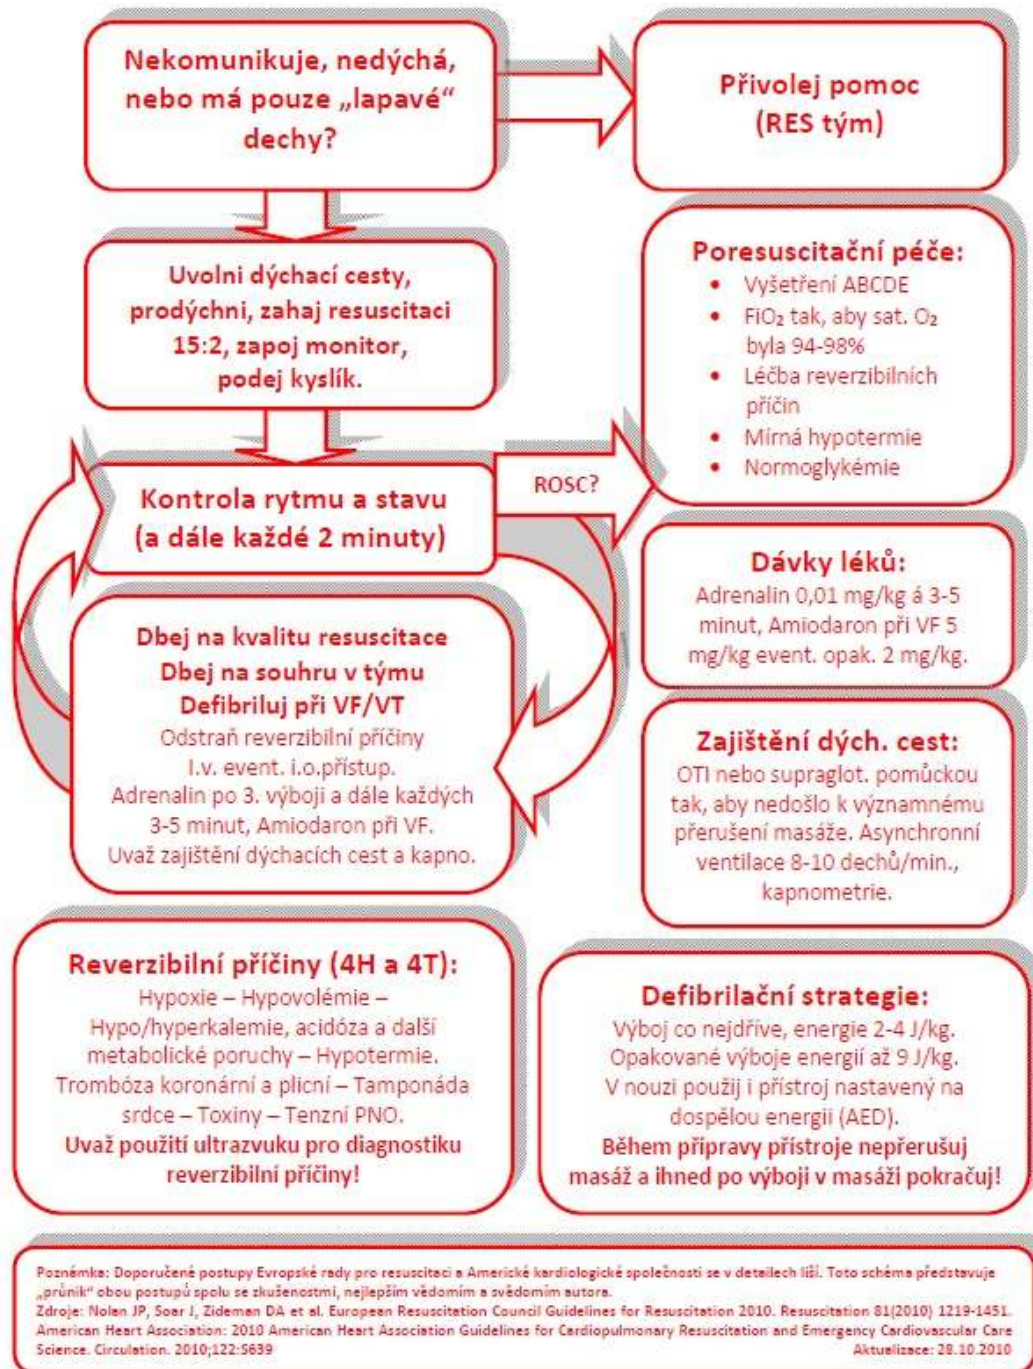 Nekomunikuje, nedýchá,
nebo má pouze „lapavé“
dechy?
Přivolej pomoc
(RES tým)
Uvolni dýchací cesty,
prodýchni, zahaj resuscitaci
15:2, zapoj monitor,
podej kyslík.
Poresuscitační péče:
• Vyšetření ABCDE
• FiO₂ tak, aby sat. O₂
byla 94-98%
• Léčba reverzibilních
příčin
• Mírná hypotermie
• Normoglykémie
Kontrola rytmu a stavu
(a dále každé 2 minuty)
ROSC?
Dávky léků:
Adrenalin 0,01 mg/kg á 3-5
minut, Amiodaron při VF 5
mg/kg event. opak. 2 mg/kg.
Dbej na kvalitu resuscitace
Dbej na souhru v týmu
Defibriluj při VF/VT
Odstraň reverzibilní příčiny
I.v. event. i.o.přístup.
Adrenalin po 3. výboji a dále každých
3-5 minut, Amiodaron při VF.
Uvaž zajištění dýchacích cest a kapno.
Zajištění dých. cest:
OTI nebo supraglot. pomůckou
tak, aby nedošlo k významnému
přerušení masáže. Asynchronní
ventilace 8-10 dechů/min.,
kapnometrie.
Reverzibilní příčiny (4H a 4T):
Hypoxie – Hypovolémie –
Hypo/hyperkalemie, acidóza a další
metabolické poruchy – Hypotermie.
Trombóza koronární a plicní – Tamponáda
srdce – Toxiny – Tenzní PNO.
Uvaž použití ultrazvuku pro diagnostiku
reverzibilní příčiny!
Defibrilační strategie:
Výboj co nejdříve, energie 2-4 J/kg.
Opakované výboje energií až 9 J/kg.
V nouzi použij i přístroj nastavený na
dospělou energii (AED).
Během přípravy přístroje nepřerušuj
masáž a ihned po výboji v masáži pokračuj!
Poznámka: Doporučené postupy Evropské rady pro resuscitaci a Americké kardiologické společnosti se v detailech liší. Toto schéma představuje
„průnik“ obou postupů spolu se zkušenostmi, nejlepším vědomím a svědomím autora.
Zdroje: Nolan JP, Soar J, Zideman DA et al. European Resuscitation Council Guidelines for Resuscitation 2010. Resuscitation 81(2010) 1219-1451.
American Heart Association: 2010 American Heart Association Guidelines for Cardiopulmonary Resuscitation and Emergency Cardiovascular Care
Science. Circulation. 2010;122:S639 Aktualizace: 28.10.2010